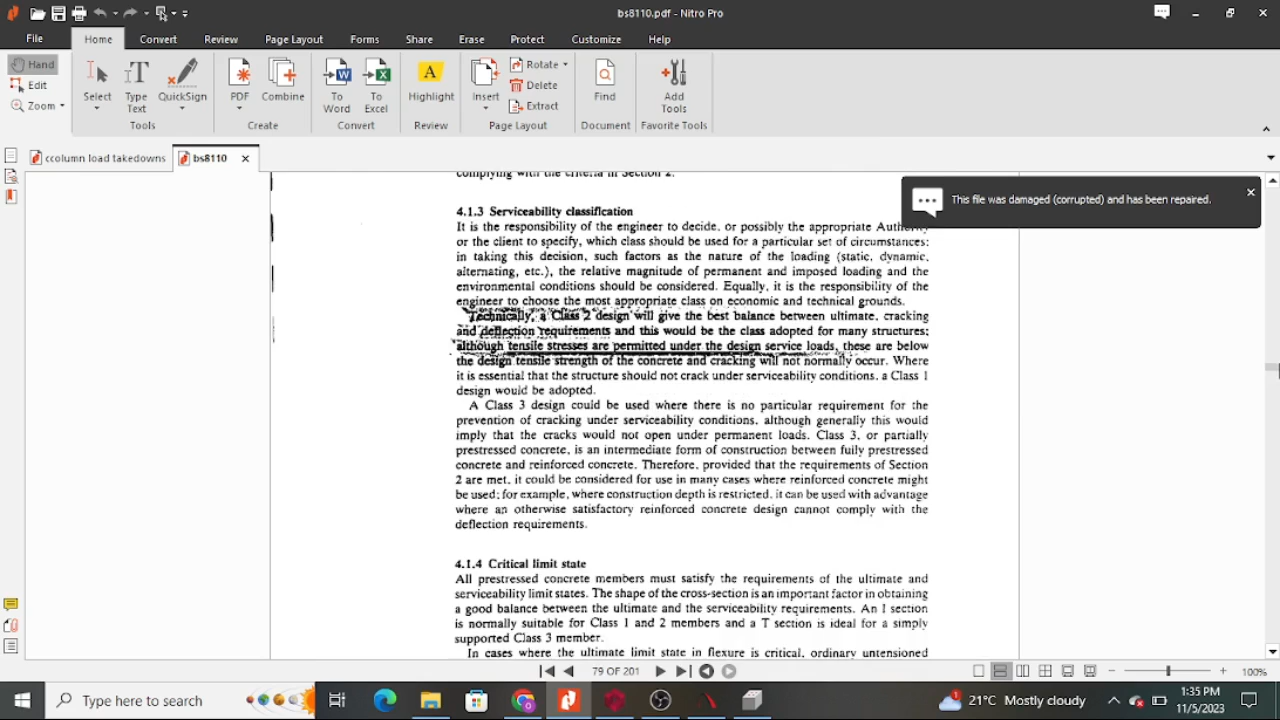 bs8110.pdf - Nitro Pro
File Home Convert Review Page Layout Forms Share Erase Protect Customize Help
Hand
Edit
Zoom
Select
Type Text
QuickSign
Tools
PDF
Combine
Create
To Word
To Excel
Convert
Highlight
Review
Insert
Rotate
Delete
Extract
Page Layout
Find
Document
Add Tools
Favorite Tools
ccolumn load takedowns
bs8110
This file was damaged (corrupted) and has been repaired.
complying with the criteria in Section 2.
4.1.3 Serviceability classification
It is the responsibility of the engineer to decide, or possibly the appropriate Authority
or the client to specify, which class should be used for a particular set of circumstances;
in taking this decision, such factors as the nature of the loading (static, dynamic,
alternating, etc.), the relative magnitude of permanent and imposed loading and the
environmental conditions should be considered. Equally, it is the responsibility of the
engineer to choose the most appropriate class on economic and technical grounds.
Technically, a Class 2 design will give the best balance between ultimate, cracking
and deflection requirements and this would be the class adopted for many structures;
although tensile stresses are permitted under the design service loads, these are below
the design tensile strength of the concrete and cracking will not normally occur. Where
it is essential that the structure should not crack under serviceability conditions, a Class 1
design would be adopted.
A Class 3 design could be used where there is no particular requirement for the
prevention of cracking under serviceability conditions, although generally this would
imply that the cracks would not open under permanent loads. Class 3, or partially
prestressed concrete, is an intermediate form of construction between fully prestressed
concrete and reinforced concrete. Therefore, provided that the requirements of Section
2 are met, it could be considered for use in many cases where reinforced concrete might
be used; for example, where construction depth is restricted, it can be used with advantage
where an otherwise satisfactory reinforced concrete design cannot comply with the
deflection requirements.
4.1.4 Critical limit state
All prestressed concrete members must satisfy the requirements of the ultimate and
serviceability limit states. The shape of the cross-section is an important factor in obtaining
a good balance between the ultimate and the serviceability requirements. An I section
is normally suitable for Class 1 and 2 members and a T section is ideal for a simply
supported Class 3 member.
In cases where the ultimate limit state in flexure is critical, ordinary untensioned
79 OF 201
100%
Type here to search
21°C Mostly cloudy
1:35 PM
11/5/2023